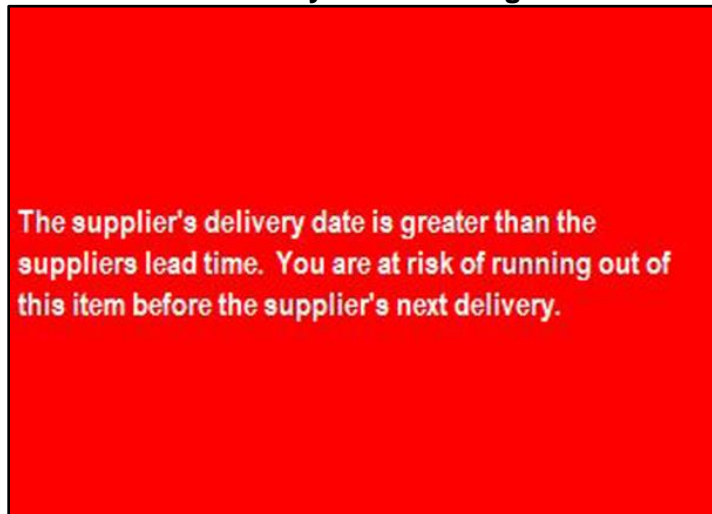 The supplier's delivery date is greater than the
suppliers lead time.  You are at risk of running out of
this item before the supplier's next delivery.